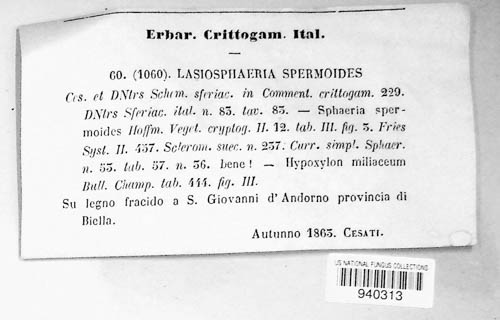 Erbar. Crittogam. Ital.
60. (1060). LASIOSPHAERIA SPERMOIDES
Ces. et DNtrs Schem. sferiac. in Comment. crittogam. 229.
DNtrs Sferiac. ital. n. 83. tav. 83. — Sphaeria sper-
moides Hoffm. Veget. cryptog. II. 12. tab. III. fig. 3. Fries
Syst. II. 457. Sclerom. suec. n. 237. Curr. simpl. Sphaer.
n. 53. tab. 57. n. 36. bene! — Hypoxylon miliaceum
Bull. Champ. tab. 444. fig. III.
Su legno fracido a S. Giovanni d'Andorno provincia di
Biella.
Autunno 1863. CESATI.
US NATIONAL FUNGUS COLLECTIONS
940313